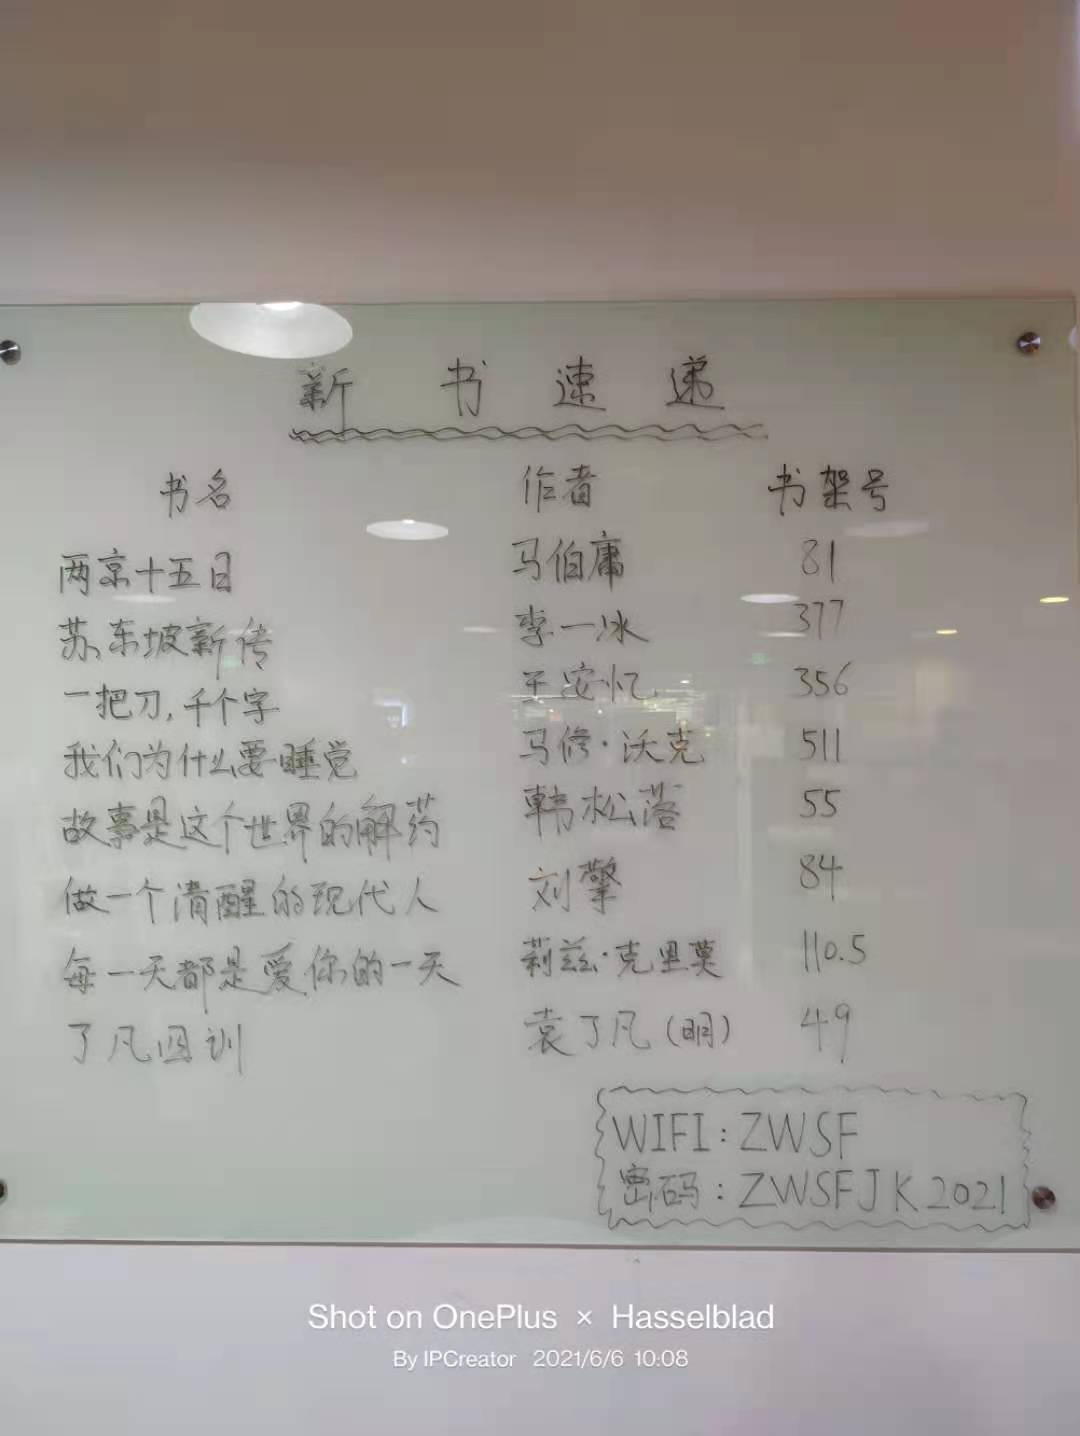 新书速递
书名 作者 书架号
两京十五日 马伯庸 81
苏东坡新传 李一冰 377
一把刀,千个字 王安忆 356
我们为什么要睡觉 马修·沃克 511
故事是这个世界的解药 韩松落 55
做一个清醒的现代人 刘擎 84
每一天都是爱你的一天 莉兹·克里莫 110.5
了凡四训 袁了凡(明) 49
WIFI:ZWSF
密码:ZWSFJK2021
Shot on OnePlus × Hasselblad
By IPCreator 2021/6/6 10:08